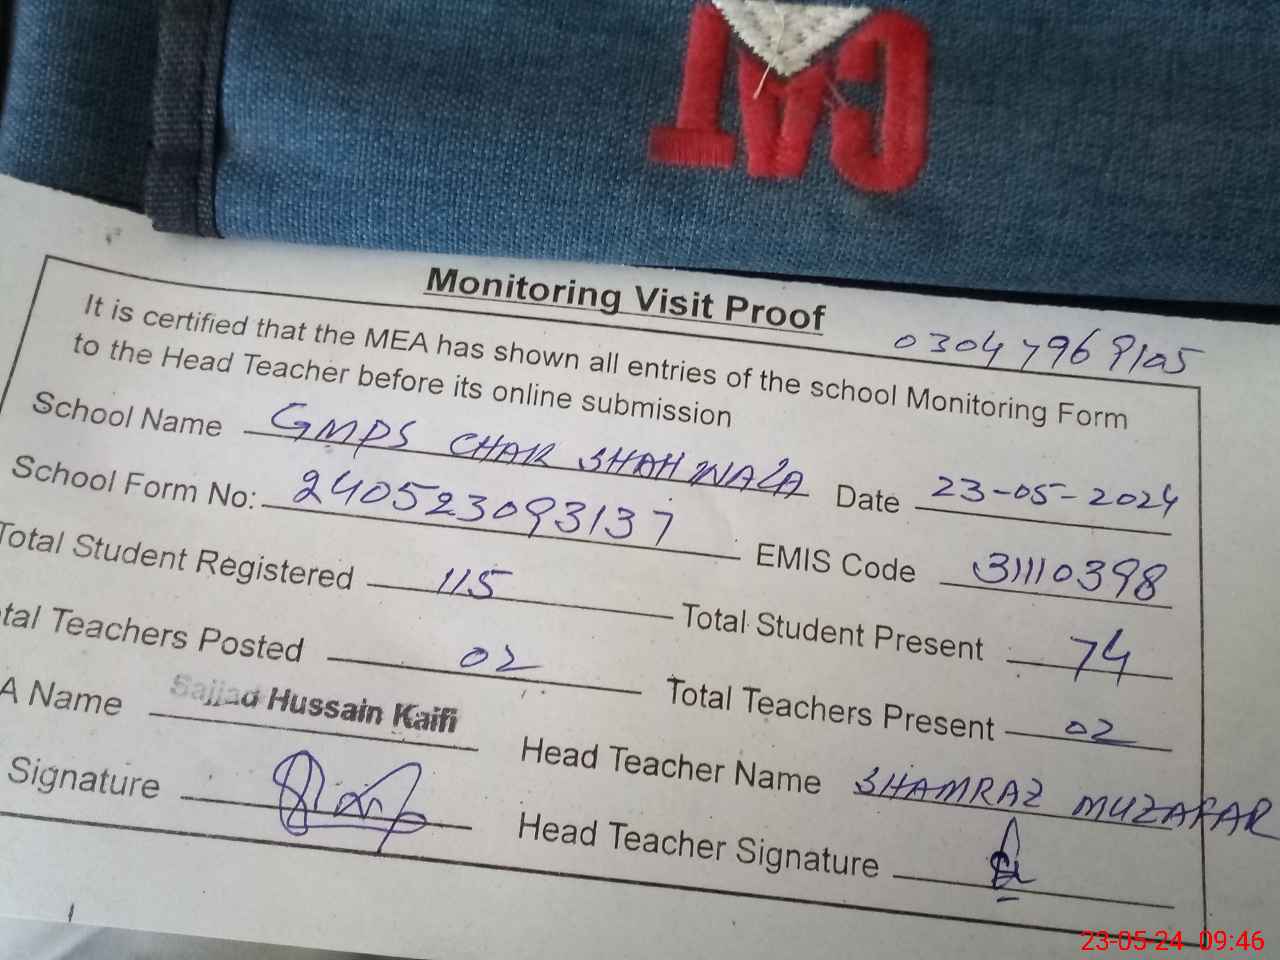 CAT
Monitoring Visit Proof
03047969105
It is certified that the MEA has shown all entries of the school Monitoring Form
to the Head Teacher before its online submission
School Name GMPS CHAR SHAH WALA Date 23-05-2024
School Form No: 240523093137 EMIS Code 31110398
Total Student Registered 115 Total Student Present 74
tal Teachers Posted 02 Total Teachers Present 02
A Name Sajjad Hussain Kaifi Head Teacher Name SHAMRAZ MUZAFAR
Signature Head Teacher Signature
23-05-24 09:46